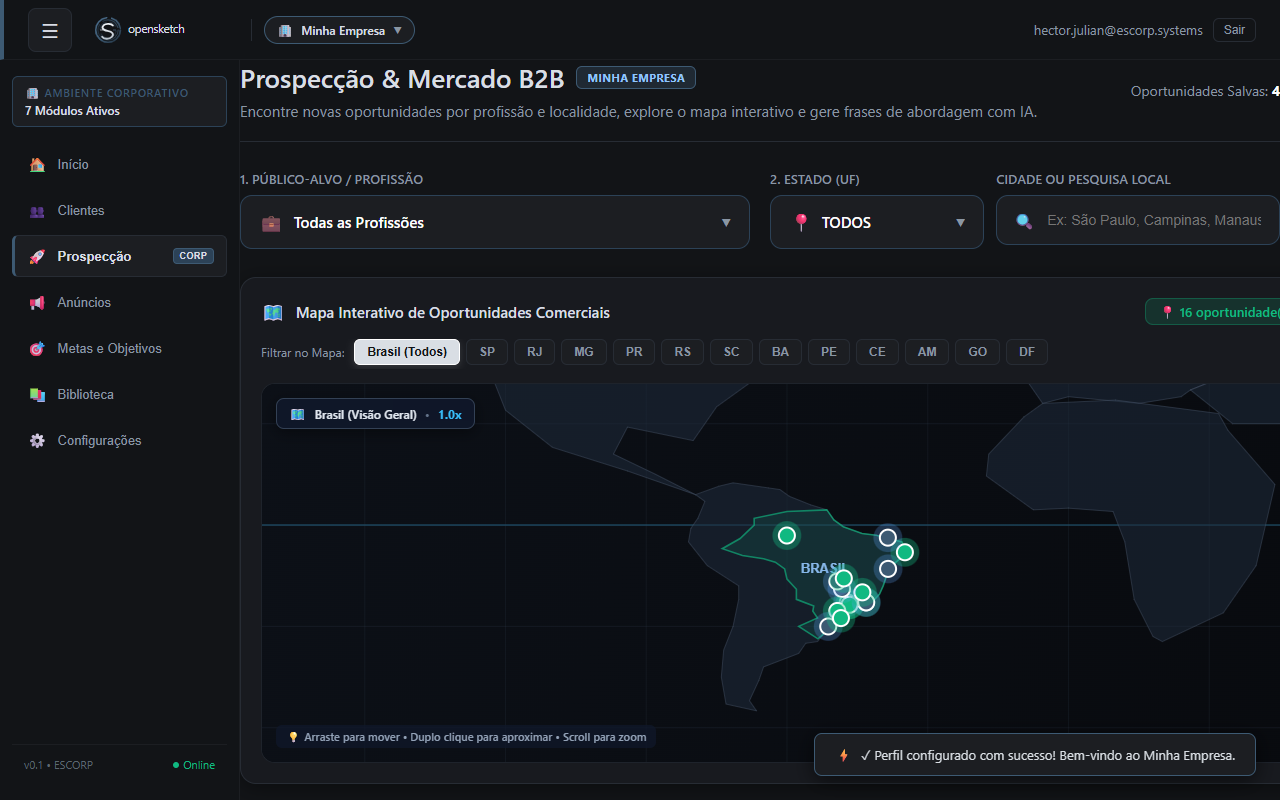 ☰
opensketch
Minha Empresa ▼
hector.julian@escorp.systems
Sair
AMBIENTE CORPORATIVO
7 Módulos Ativos
Início
Clientes
Prospecção CORP
Anúncios
Metas e Objetivos
Biblioteca
Configurações
v0.1 • ESCORP
● Online
Prospecção & Mercado B2B MINHA EMPRESA
Encontre novas oportunidades por profissão e localidade, explore o mapa interativo e gere frases de abordagem com IA.
Oportunidades Salvas: 4
1. PÚBLICO-ALVO / PROFISSÃO
Todas as Profissões ▼
2. ESTADO (UF)
TODOS ▼
CIDADE OU PESQUISA LOCAL
Ex: São Paulo, Campinas, Manaus
Mapa Interativo de Oportunidades Comerciais
16 oportunidade(
Filtrar no Mapa: Brasil (Todos) SP RJ MG PR RS SC BA PE CE AM GO DF
Brasil (Visão Geral) • 1.0x
BRASIL
Arraste para mover • Duplo clique para aproximar • Scroll para zoom
✓ Perfil configurado com sucesso! Bem-vindo ao Minha Empresa.